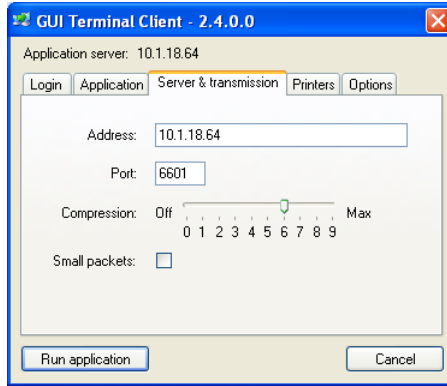 GUI Terminal Client - 2.4.0.0
Application server: 10.1.18.64
Login Application Server & transmission Printers Options
Address: 10.1.18.64
Port: 6601
Compression: Off Max
0 1 2 3 4 5 6 7 8 9
Small packets:
Run application Cancel